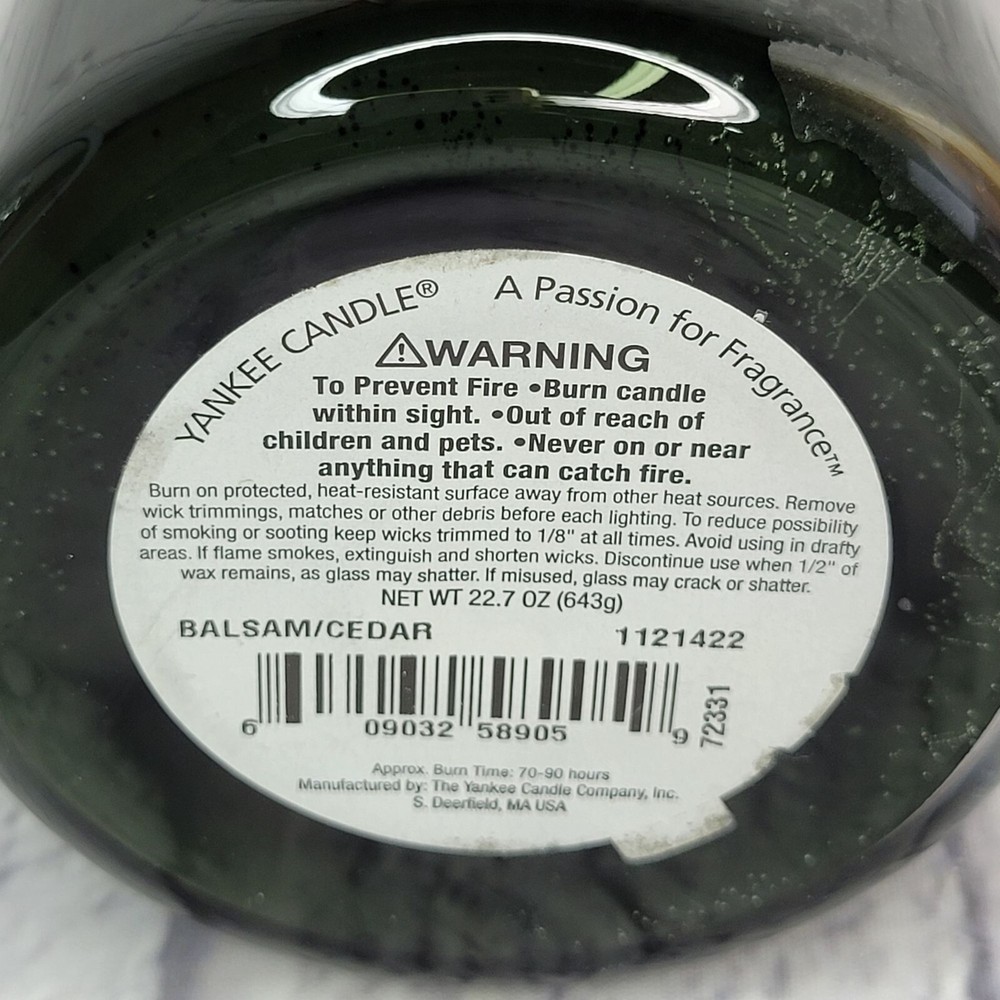 YANKEE CANDLE® A Passion for Fragrance™
⚠WARNING
To Prevent Fire •Burn candle
within sight. •Out of reach of
children and pets. •Never on or near
anything that can catch fire.
Burn on protected, heat-resistant surface away from other heat sources. Remove
wick trimmings, matches or other debris before each lighting. To reduce possibility
of smoking or sooting keep wicks trimmed to 1/8" at all times. Avoid using in drafty
areas. If flame smokes, extinguish and shorten wicks. Discontinue use when 1/2" of
wax remains, as glass may shatter. If misused, glass may crack or shatter.
NET WT 22.7 OZ (643g)
BALSAM/CEDAR 1121422
6 09032 58905 9
72331
Approx. Burn Time: 70-90 hours
Manufactured by: The Yankee Candle Company, Inc.
S. Deerfield, MA USA